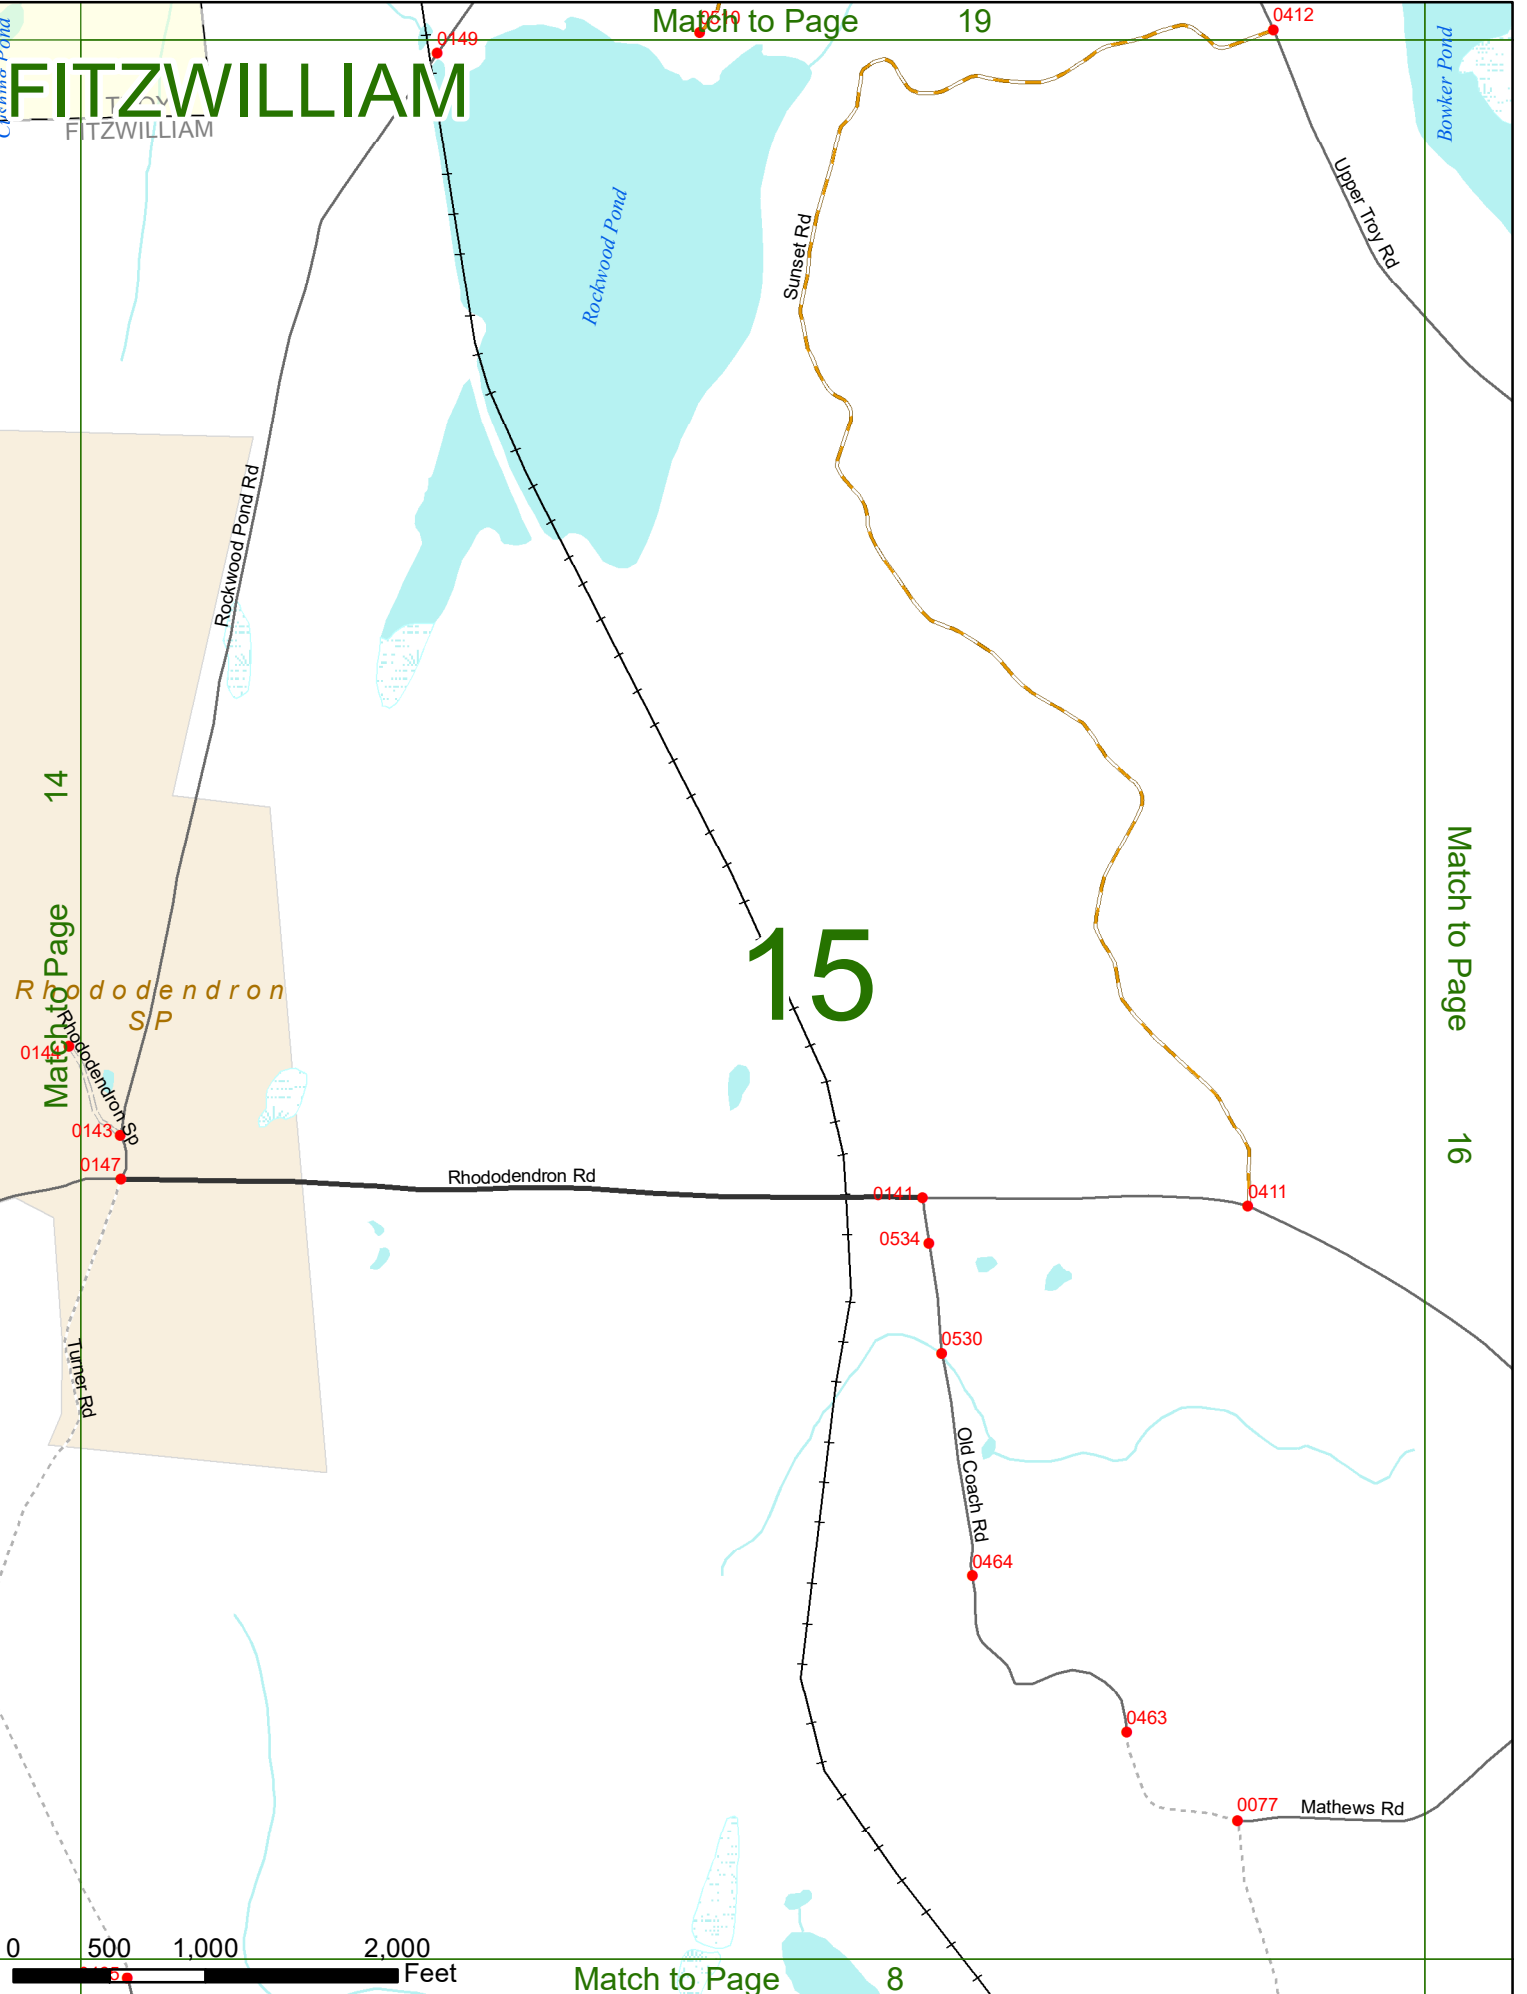 Match to Page 19
0510
0412
0149
FITZWILLIAM
TROY
FITZWILLIAM
Bowker Pond
Upper Troy Rd
Rockwood Pond
Sunset Rd
Rockwood Pond Rd
Match to Page 14
Match to Page 16
15
Rhododendron
SP
Rhododendron Sp
0144
0143
0147
Rhododendron Rd
0141
0411
0534
0530
Turner Rd
Old Coach Rd
0464
0463
0077
Mathews Rd
0 500 1,000 2,000
Feet
Match to Page 8